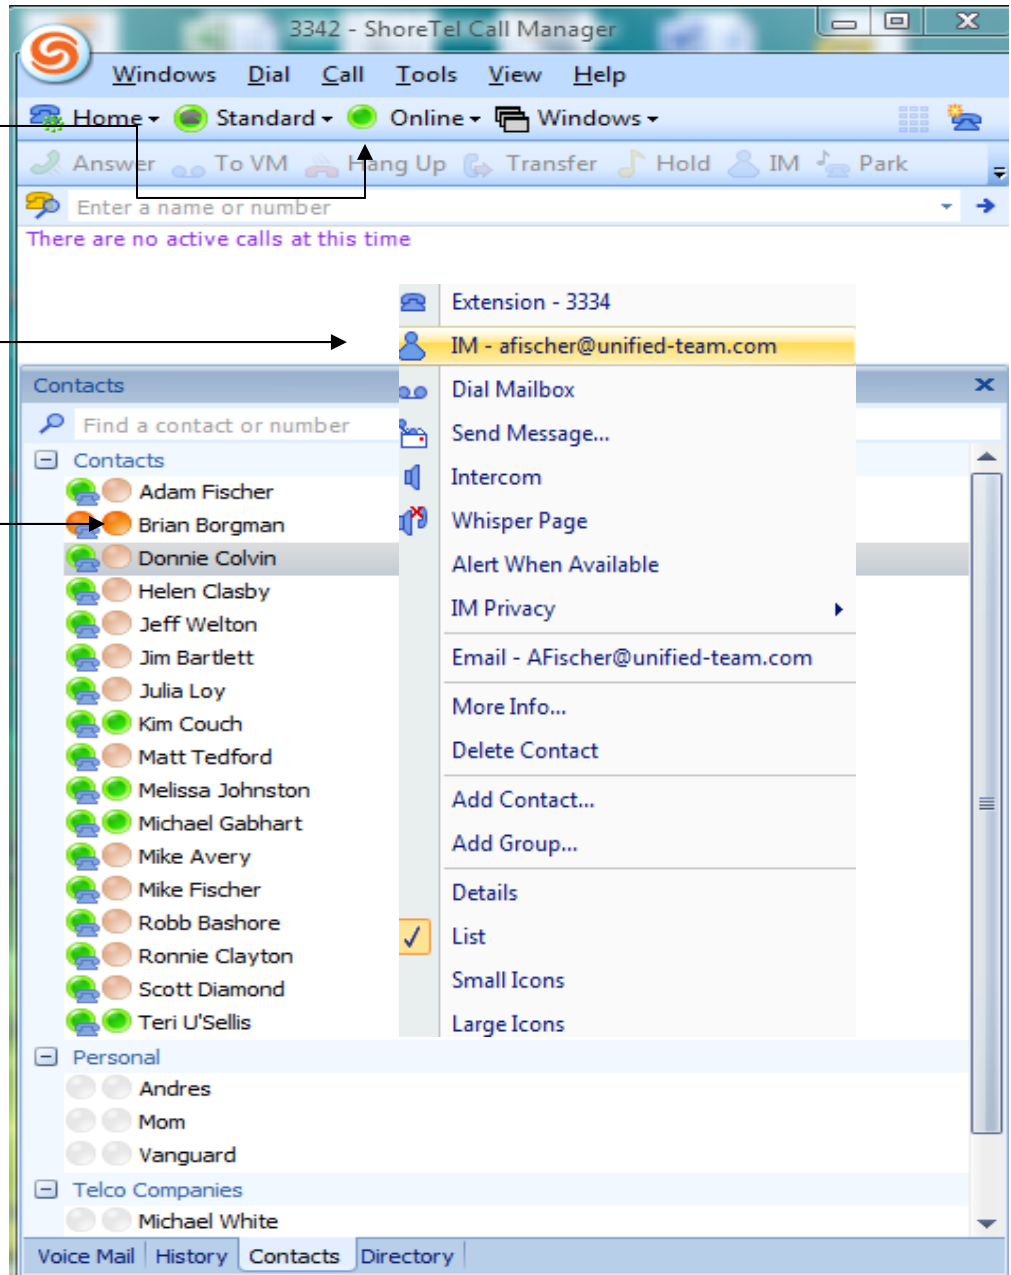 3342 - ShoreTel Call Manager
Windows Dial Call Tools View Help
Home Standard Online Windows
Answer To VM Hang Up Transfer Hold IM Park
Enter a name or number
There are no active calls at this time
Extension - 3334
IM - afischer@unified-team.com
Dial Mailbox
Send Message...
Intercom
Whisper Page
Alert When Available
IM Privacy
Email - AFischer@unified-team.com
More Info...
Delete Contact
Add Contact...
Add Group...
Details
List
Small Icons
Large Icons
Contacts
Find a contact or number
Contacts
Adam Fischer
Brian Borgman
Donnie Colvin
Helen Clasby
Jeff Welton
Jim Bartlett
Julia Loy
Kim Couch
Matt Tedford
Melissa Johnston
Michael Gabhart
Mike Avery
Mike Fischer
Robb Bashore
Ronnie Clayton
Scott Diamond
Teri U'Sellis
Personal
Andres
Mom
Vanguard
Telco Companies
Michael White
Voice Mail History Contacts Directory